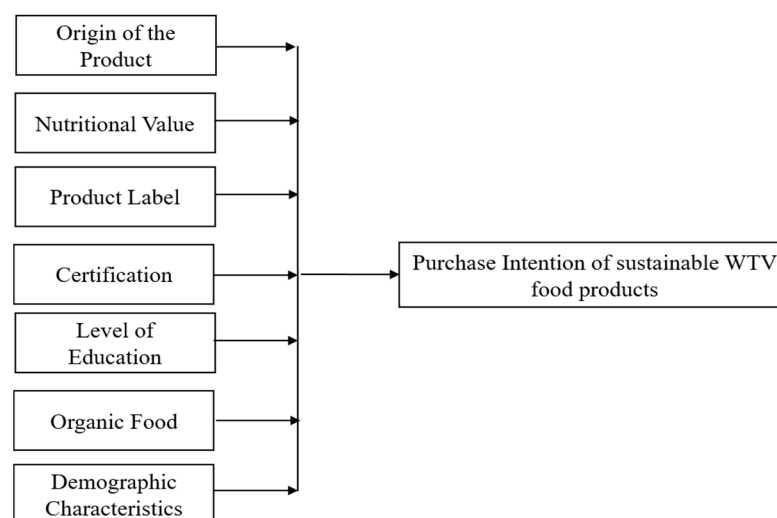 Origin of the
Product
Nutritional Value
Product Label
Certification
Level of
Education
Organic Food
Demographic
Characteristics
Purchase Intention of sustainable WTV
food products